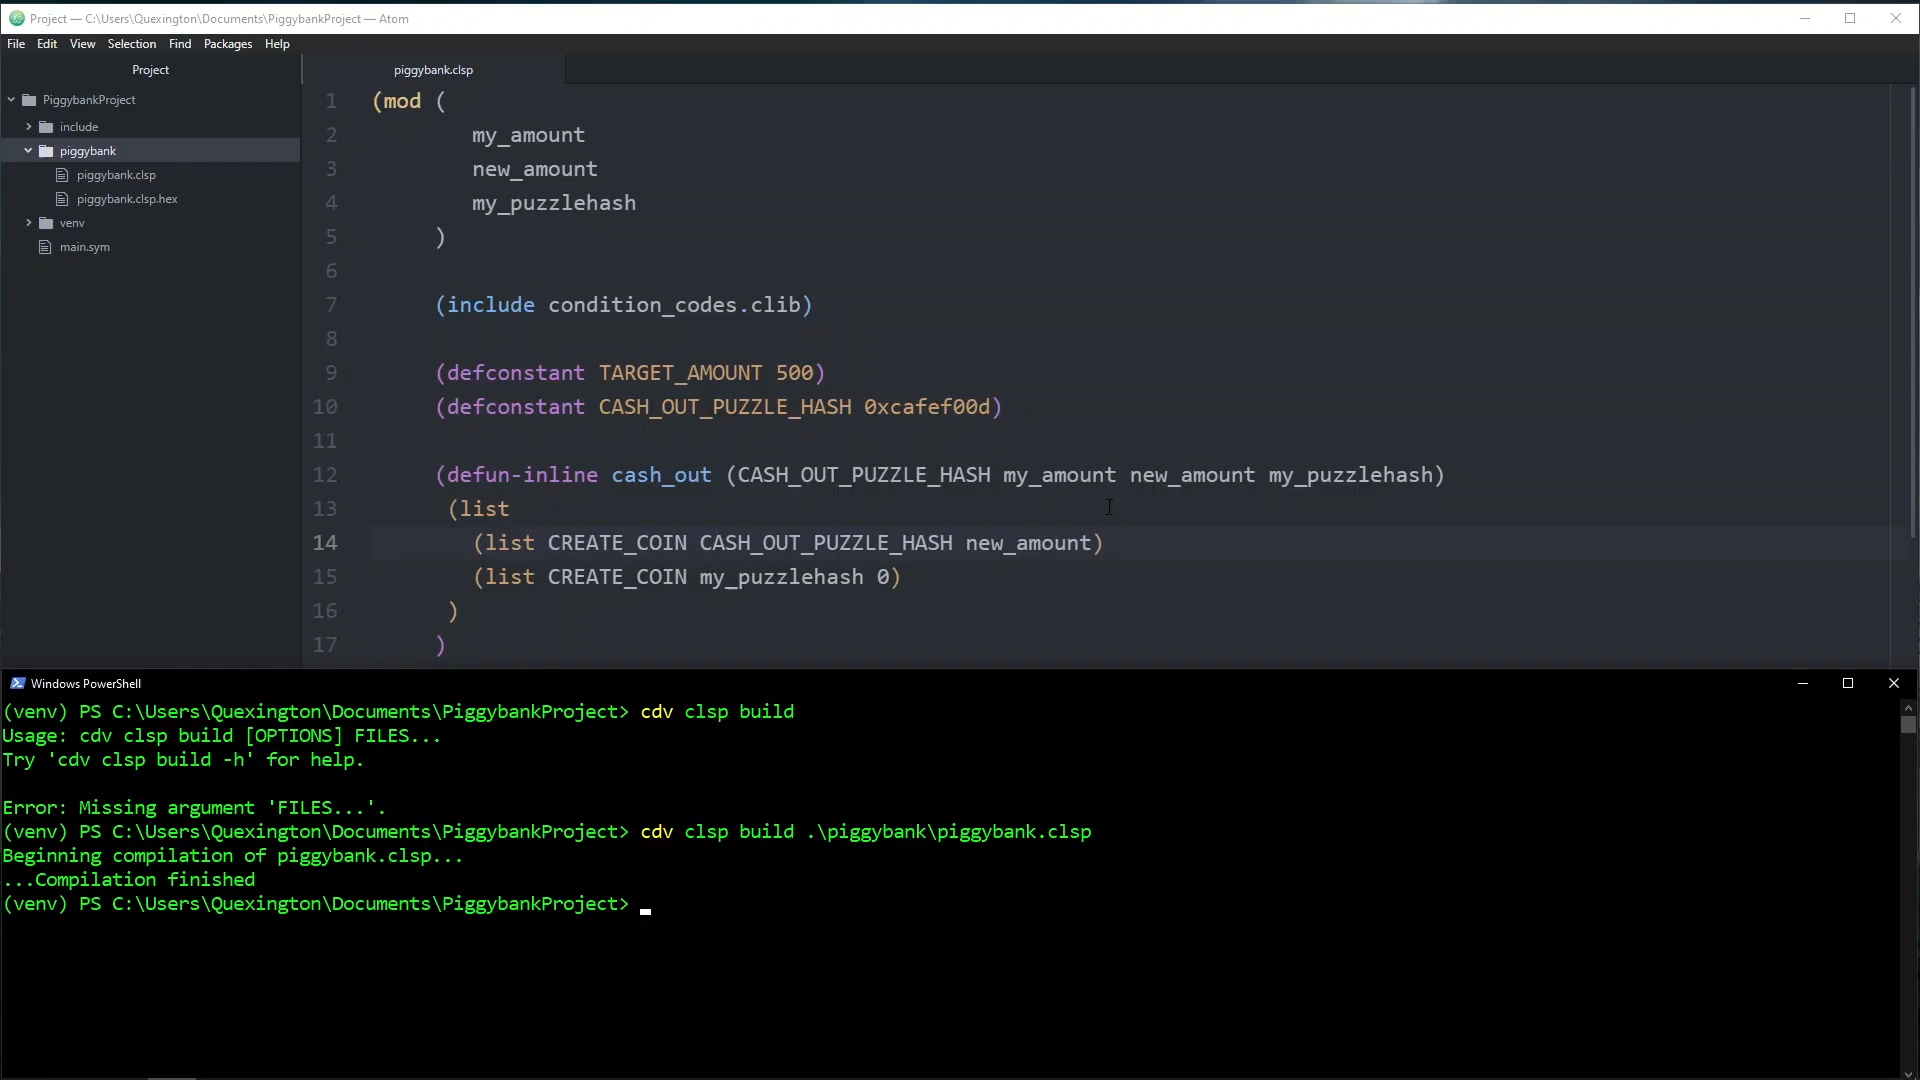 Project — C:\Users\Quexington\Documents\PiggybankProject — Atom
File Edit View Selection Find Packages Help
Project
PiggybankProject
include
piggybank
piggybank.clsp
piggybank.clsp.hex
venv
main.sym
piggybank.clsp
1 (mod (
2 my_amount
3 new_amount
4 my_puzzlehash
5 )
6
7 (include condition_codes.clib)
8
9 (defconstant TARGET_AMOUNT 500)
10 (defconstant CASH_OUT_PUZZLE_HASH 0xcafef00d)
11
12 (defun-inline cash_out (CASH_OUT_PUZZLE_HASH my_amount new_amount my_puzzlehash)
13 (list
14 (list CREATE_COIN CASH_OUT_PUZZLE_HASH new_amount)
15 (list CREATE_COIN my_puzzlehash 0)
16 )
17 )
Windows PowerShell
(venv) PS C:\Users\Quexington\Documents\PiggybankProject> cdv clsp build
Usage: cdv clsp build [OPTIONS] FILES...
Try 'cdv clsp build -h' for help.
Error: Missing argument 'FILES...'.
(venv) PS C:\Users\Quexington\Documents\PiggybankProject> cdv clsp build .\piggybank\piggybank.clsp
Beginning compilation of piggybank.clsp...
...Compilation finished
(venv) PS C:\Users\Quexington\Documents\PiggybankProject>